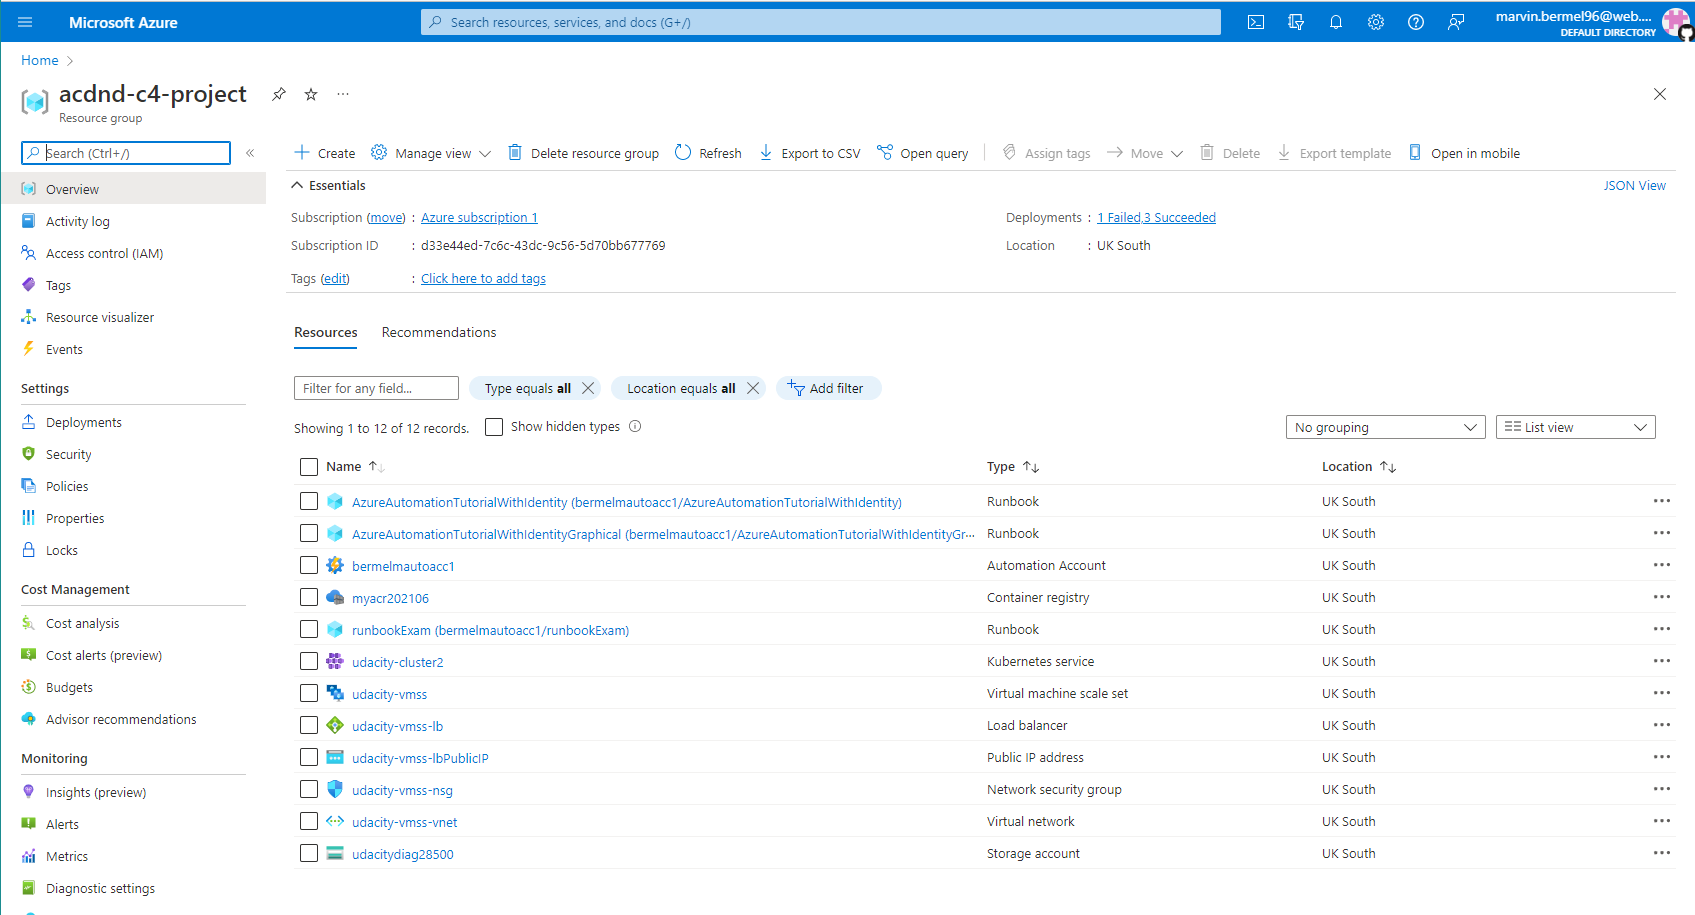 Microsoft Azure
Search resources, services, and docs (G+/)
marvin.bermel96@web....
DEFAULT DIRECTORY
Home
acdnd-c4-project
Resource group
Search (Ctrl+/)
Create
Manage view
Delete resource group
Refresh
Export to CSV
Open query
Assign tags
Move
Delete
Export template
Open in mobile
Overview
Activity log
Access control (IAM)
Tags
Resource visualizer
Events
Settings
Deployments
Security
Policies
Properties
Locks
Cost Management
Cost analysis
Cost alerts (preview)
Budgets
Advisor recommendations
Monitoring
Insights (preview)
Alerts
Metrics
Diagnostic settings
Essentials
JSON View
Subscription (move) : Azure subscription 1
Deployments : 1 Failed,3 Succeeded
Subscription ID : d33e44ed-7c6c-43dc-9c56-5d70bb677769
Location : UK South
Tags (edit) : Click here to add tags
Resources Recommendations
Filter for any field... Type equals all Location equals all Add filter
Showing 1 to 12 of 12 records. Show hidden types
No grouping List view
Name Type Location
AzureAutomationTutorialWithIdentity (bermelmautoacc1/AzureAutomationTutorialWithIdentity) Runbook UK South
AzureAutomationTutorialWithIdentityGraphical (bermelmautoacc1/AzureAutomationTutorialWithIdentityGr... Runbook UK South
bermelmautoacc1 Automation Account UK South
myacr202106 Container registry UK South
runbookExam (bermelmautoacc1/runbookExam) Runbook UK South
udacity-cluster2 Kubernetes service UK South
udacity-vmss Virtual machine scale set UK South
udacity-vmss-lb Load balancer UK South
udacity-vmss-lbPublicIP Public IP address UK South
udacity-vmss-nsg Network security group UK South
udacity-vmss-vnet Virtual network UK South
udacitydiag28500 Storage account UK South